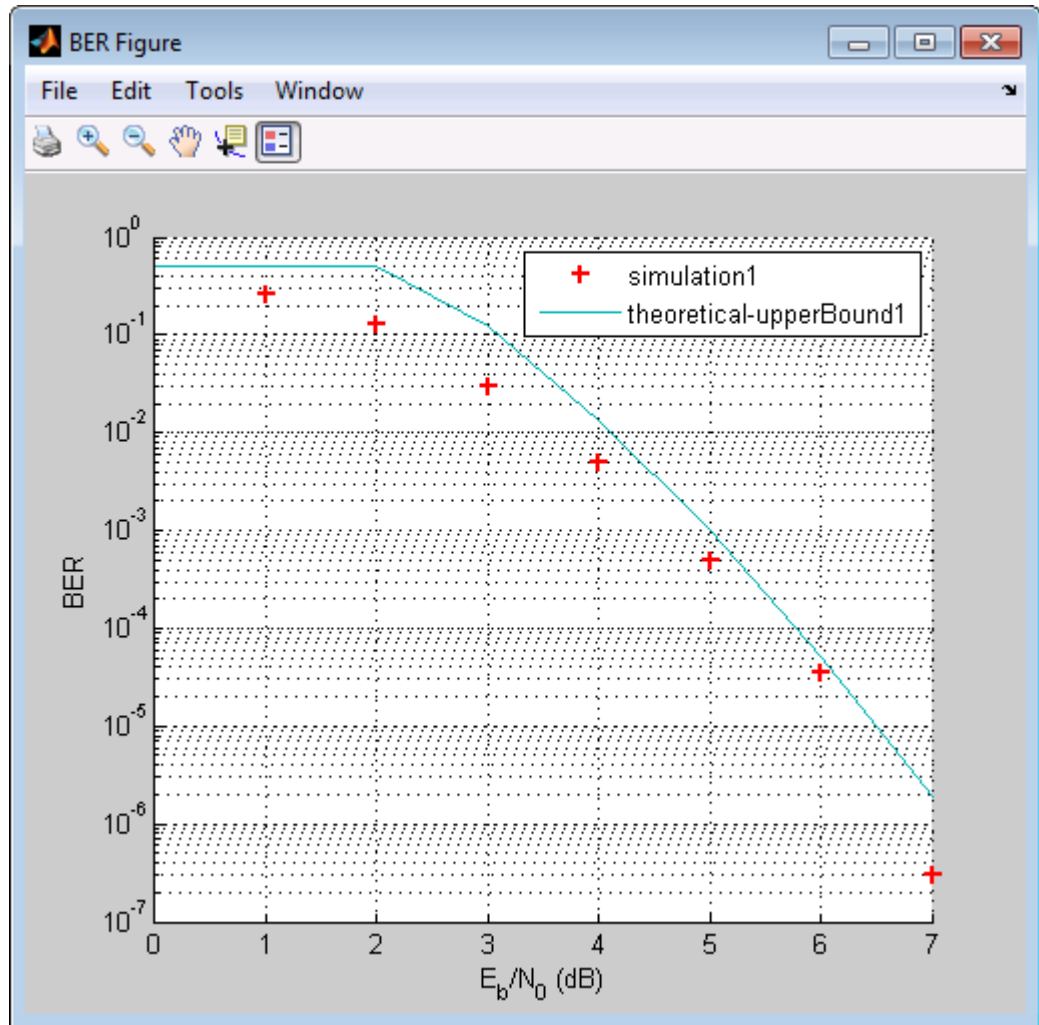 BER Figure
File Edit Tools Window
simulation1
theoretical-upperBound1
10^0
10^-1
10^-2
10^-3
10^-4
10^-5
10^-6
10^-7
BER
0 1 2 3 4 5 6 7
E_b/N_0 (dB)